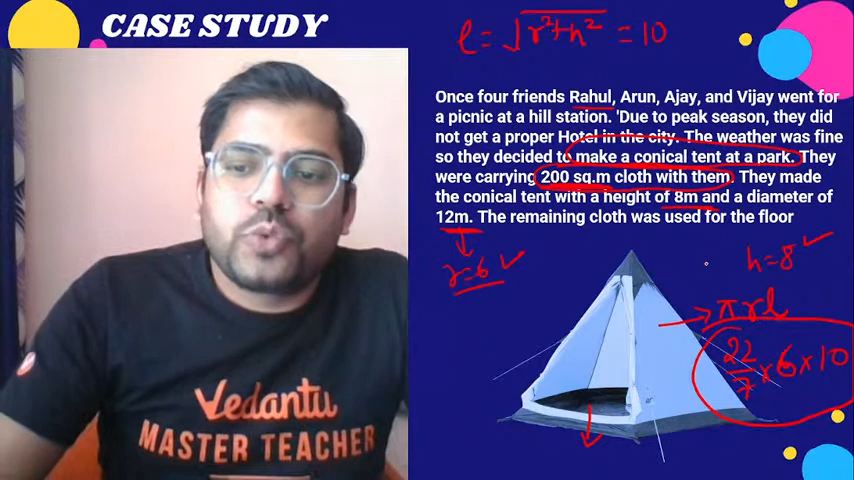 CASE STUDY
l = √r²+h² = 10
Once four friends Rahul, Arun, Ajay, and Vijay went for
a picnic at a hill station. 'Due to peak season, they did
not get a proper Hotel in the city. The weather was fine
so they decided to make a conical tent at a park. They
were carrying 200 sq.m cloth with them. They made
the conical tent with a height of 8m and a diameter of
12m. The remaining cloth was used for the floor
r=6 ✓
h=8 ✓
→ πrl
22/7 × 6 × 10
Vedantu
MASTER TEACHER